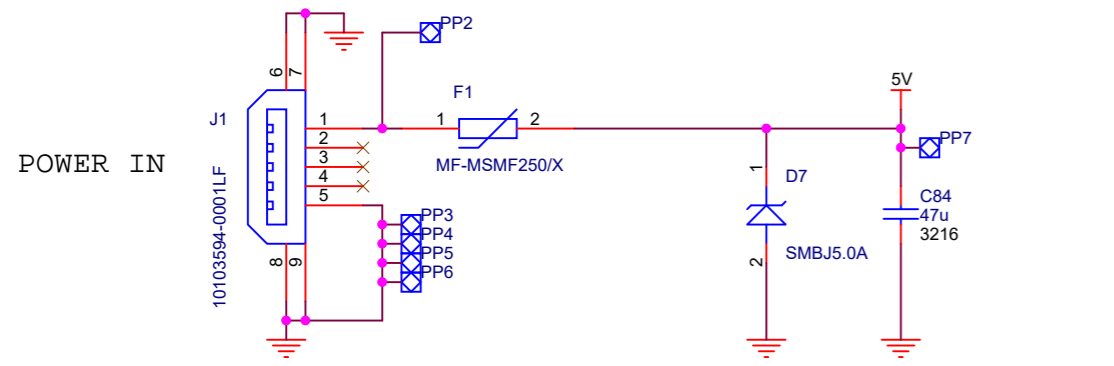 PP2
6
7
F1
5V
J1
1
1
2
2
PP7
3
MF-MSMF250/X
POWER IN
4
1
D7
5
C84
47u
PP3
3216
PP4
PP5
2
SMBJ5.0A
PP6
8
9
10103594-0001LF